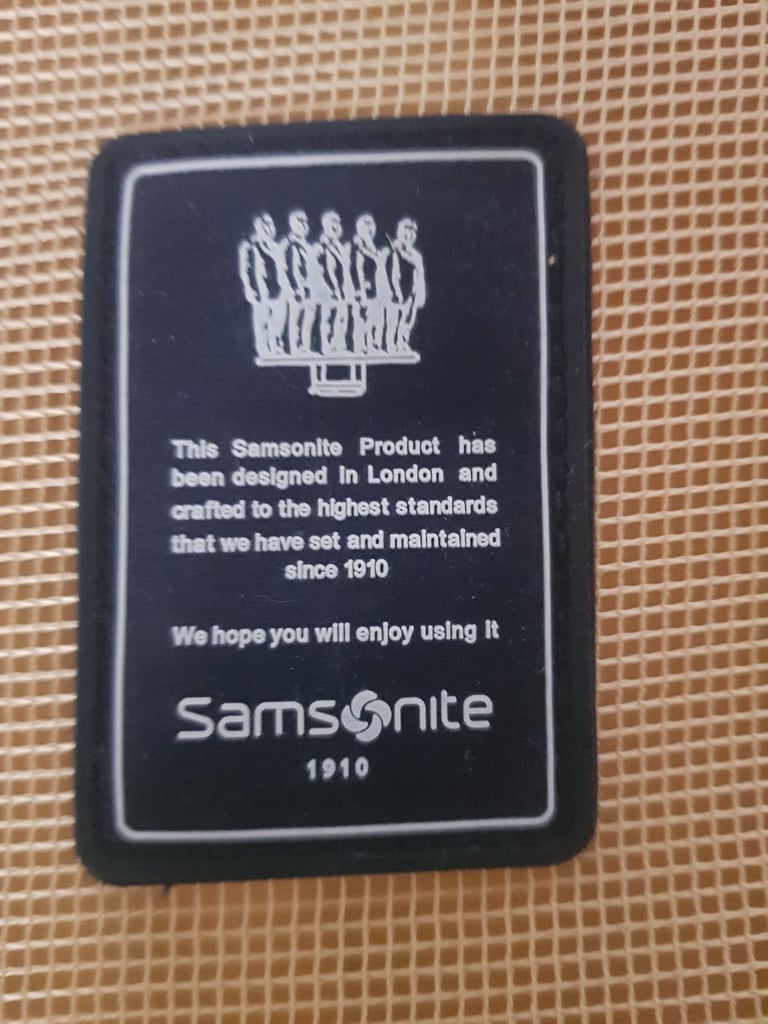 This Samsonite Product has
been designed in London and
crafted to the highest standards
that we have set and maintained
since 1910
We hope you will enjoy using it
Samsonite
1910